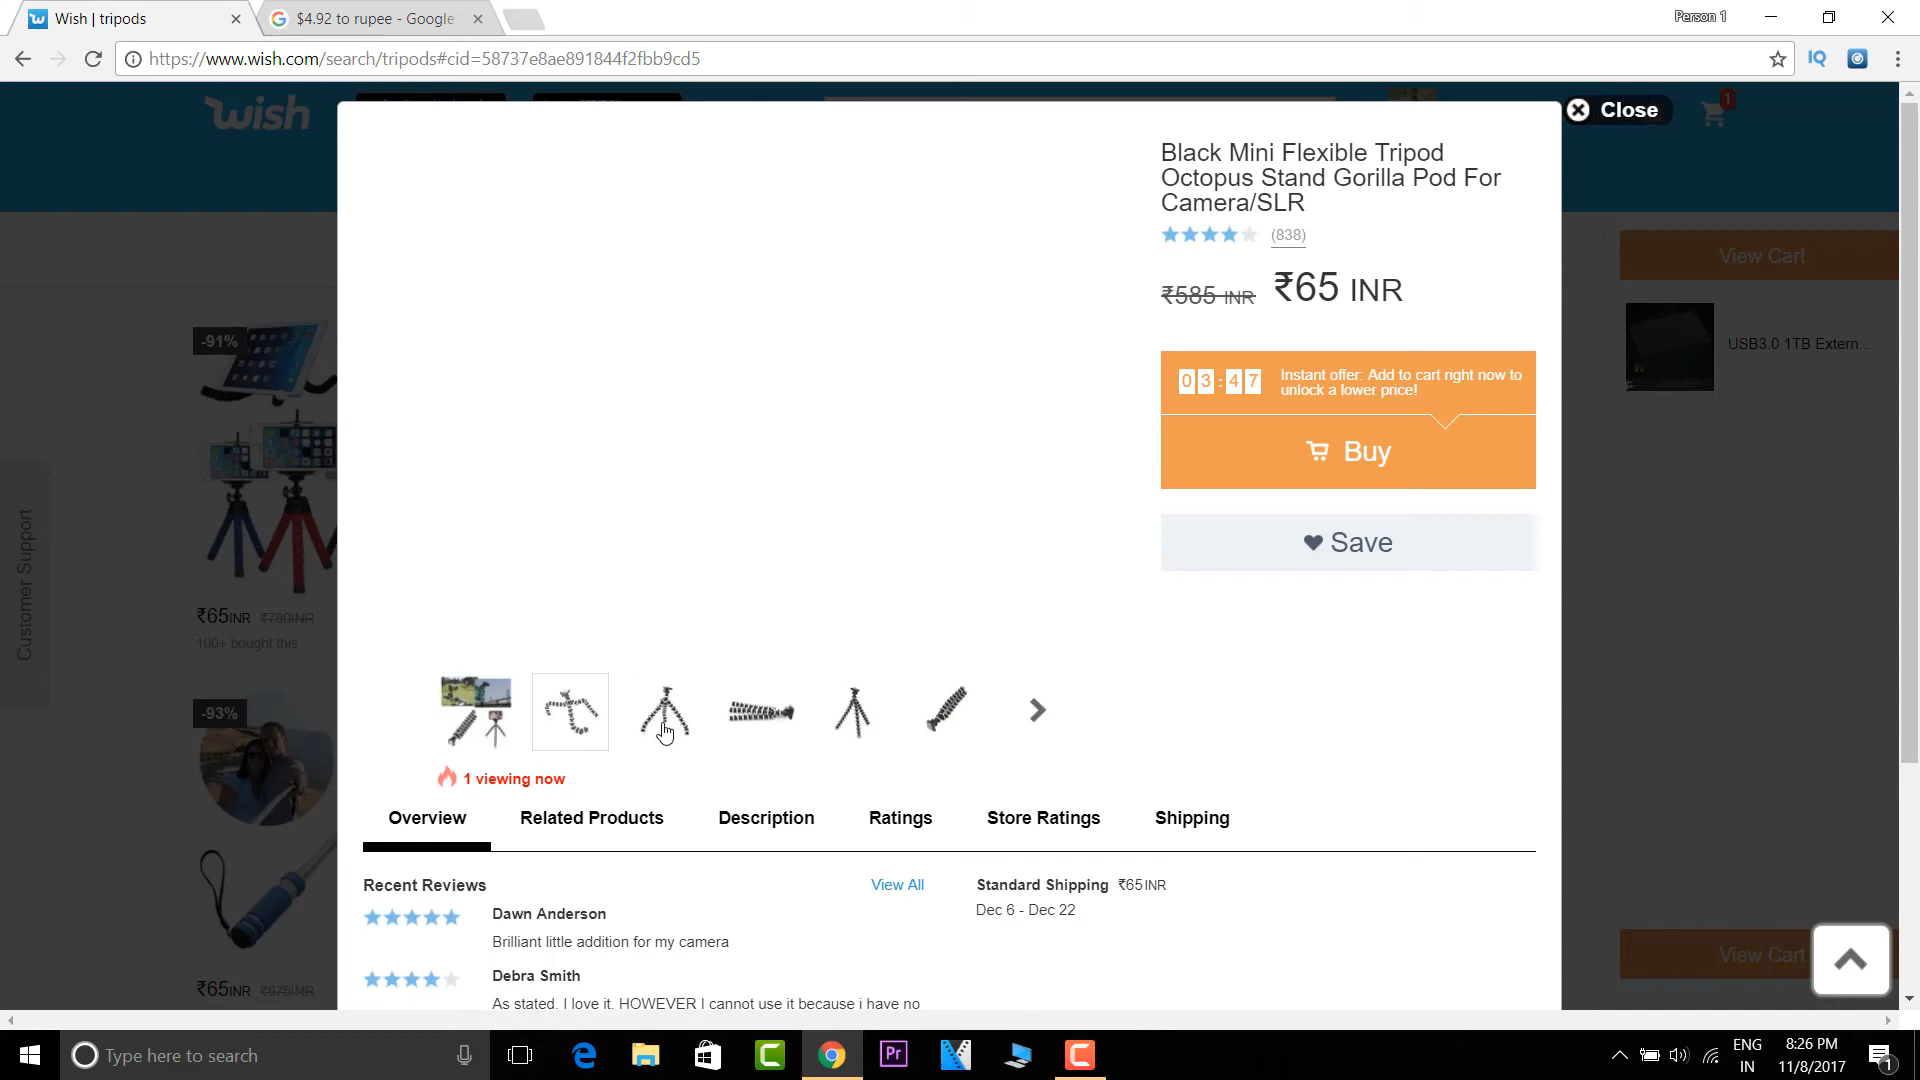 Wish | tripods
$4.92 to rupee - Google
Person 1
https://www.wish.com/search/tripods#cid=58737e8ae891844f2fbb9cd5
IQ
wish
Close
1
Black Mini Flexible Tripod
Octopus Stand Gorilla Pod For
Camera/SLR
(838)
₹585 INR ₹65 INR
View Cart
USB3.0 1TB Extern...
-91%
03:47
Instant offer: Add to cart right now to
unlock a lower price!
Buy
Save
Customer Support
₹65INR ₹780INR
100+ bought this
-93%
1 viewing now
Overview
Related Products
Description
Ratings
Store Ratings
Shipping
Recent Reviews
View All
Standard Shipping ₹65INR
Dec 6 - Dec 22
Dawn Anderson
Brilliant little addition for my camera
Debra Smith
As stated. I love it. HOWEVER I cannot use it because i have no
₹65INR ₹975INR
View Cart
Type here to search
Pr
ENG
IN
8:26 PM
11/8/2017
1